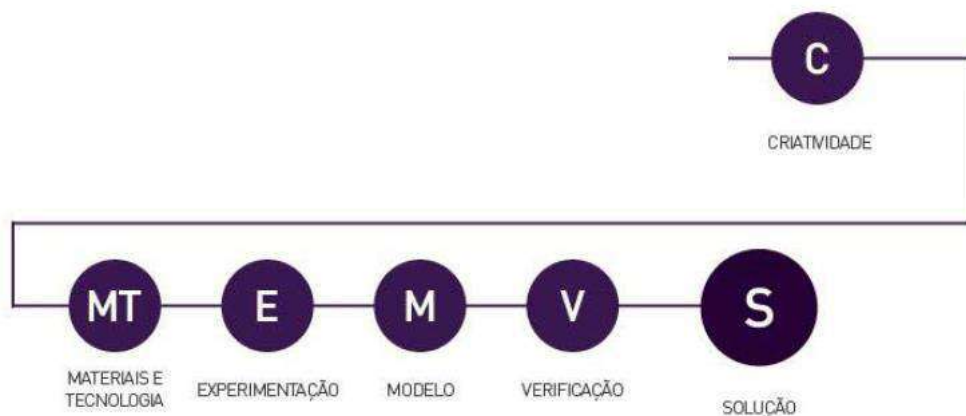 C
CRIATIVIDADE
MT
E
M
V
S
MATERIAIS E
TECNOLOGIA
EXPERIMENTAÇÃO
MODELO
VERIFICAÇÃO
SOLUÇÃO